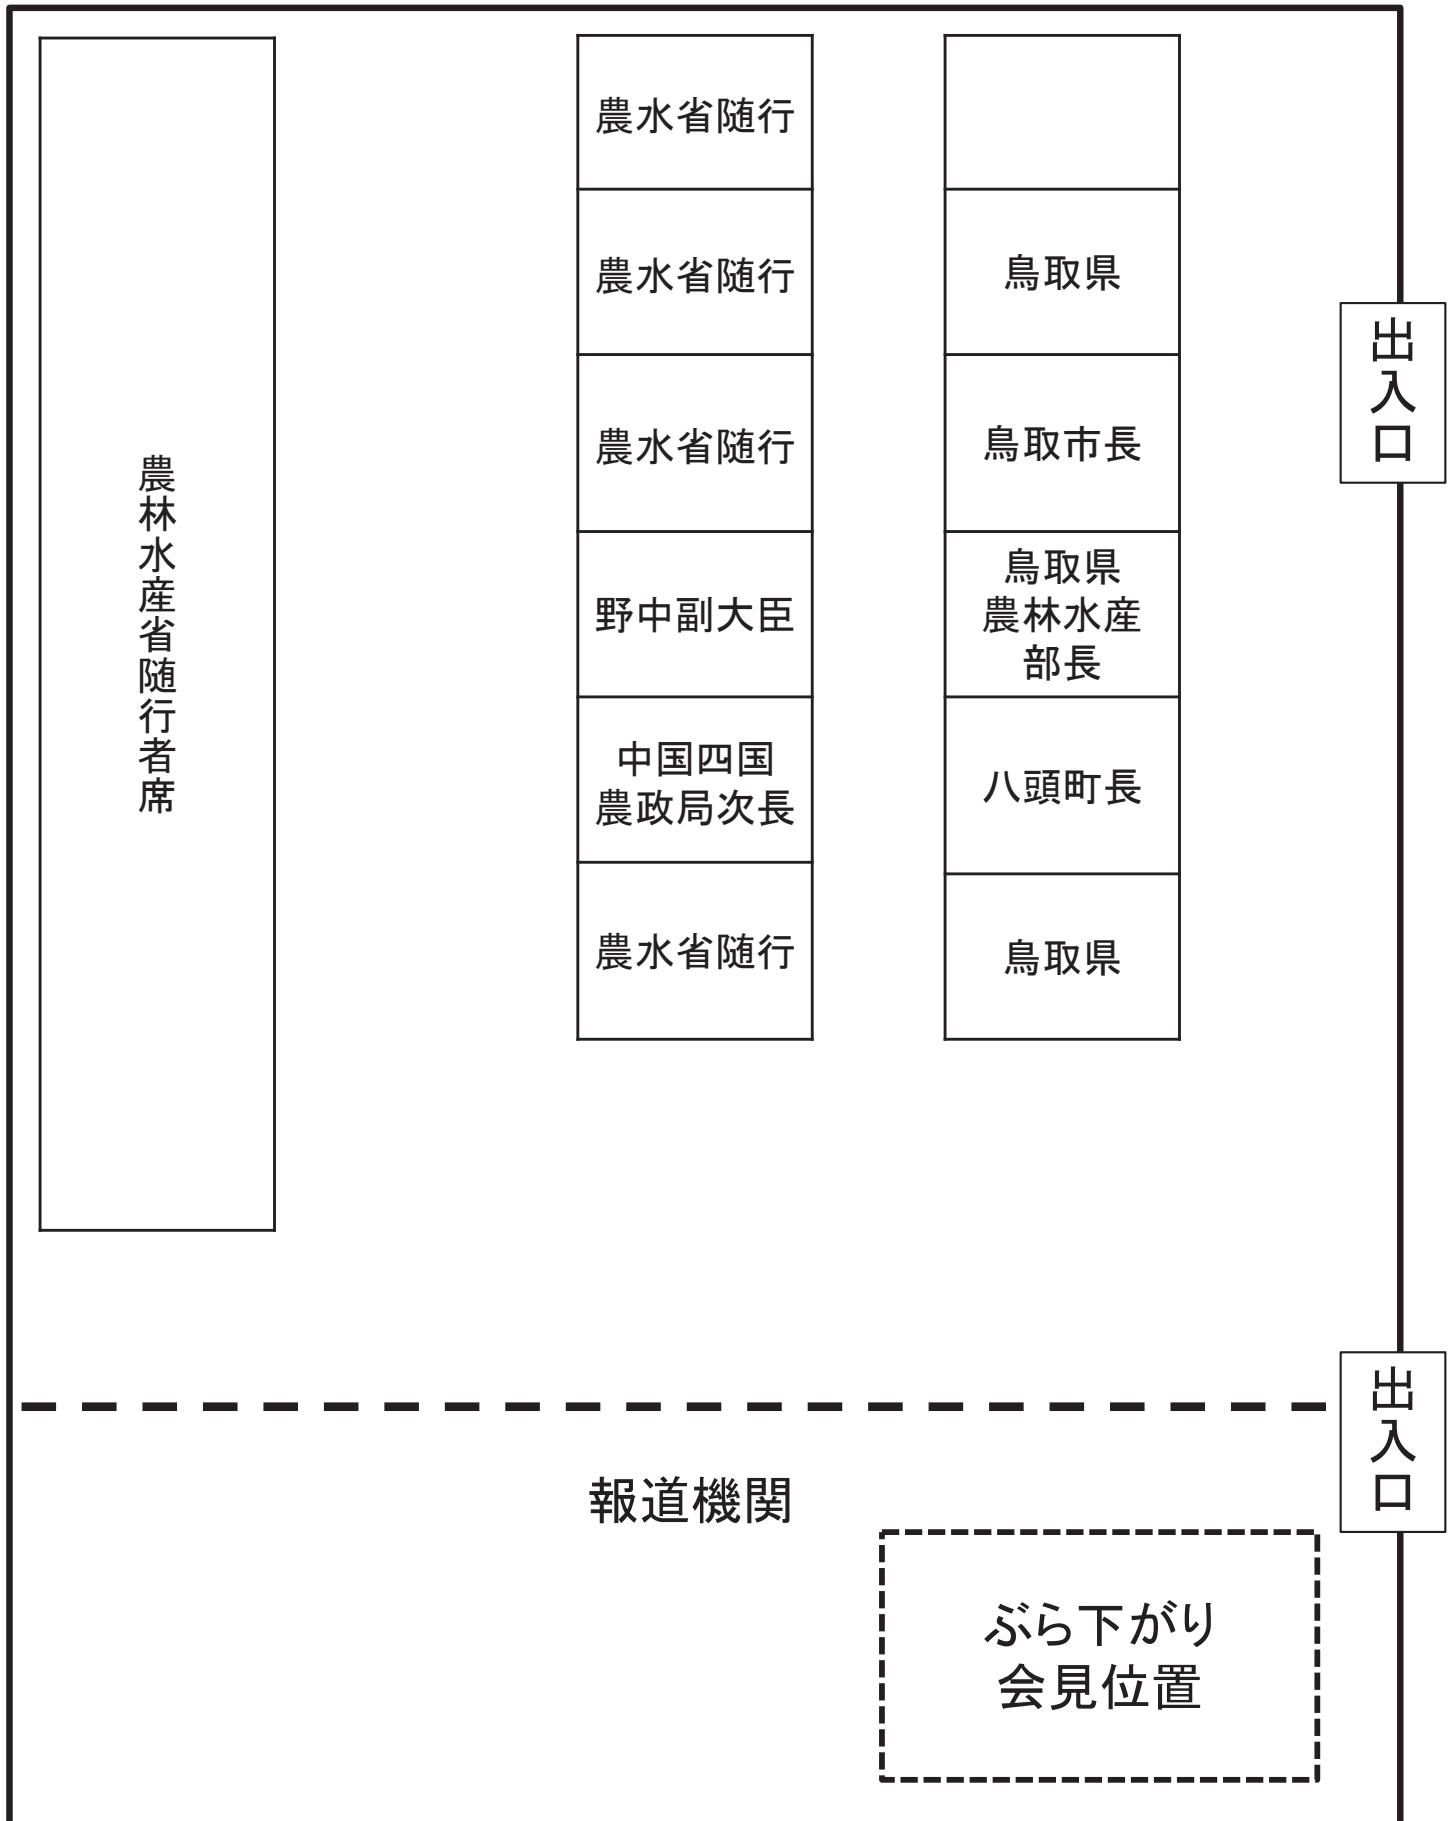 農林水産省随行者席
農水省随行
農水省随行
農水省随行
野中副大臣
中国四国
農政局次長
農水省随行
鳥取県
鳥取市長
鳥取県
農林水産
部長
八頭町長
鳥取県
出入口
出入口
報道機関
ぶら下がり
会見位置